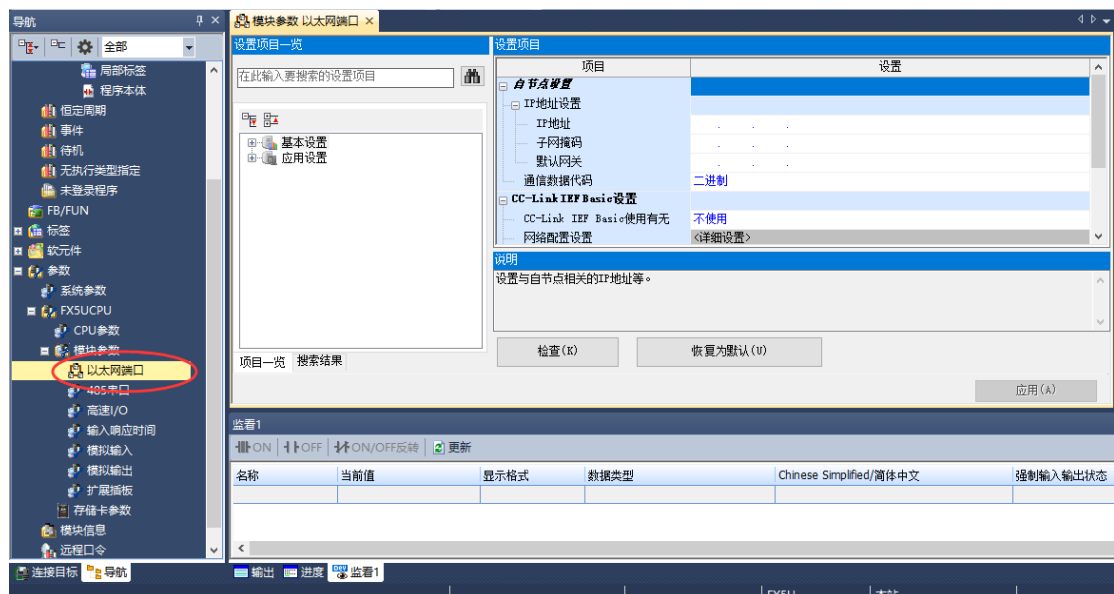 导航
模块参数 以太网端口
全部
局部标签
程序本体
恒定周期
事件
待机
无执行类型指定
未登录程序
FB/FUN
标签
软元件
参数
系统参数
FX5UCPU
CPU参数
模块参数
以太网端口
485串口
高速I/O
输入响应时间
模拟输入
模拟输出
扩展插板
存储卡参数
模块信息
远程口令
连接目标
导航
设置项目一览
在此输入要搜索的设置项目
基本设置
应用设置
项目一览 搜索结果
设置项目
项目 设置
自节点设置
IP地址设置
IP地址 . . .
子网掩码 . . .
默认网关 . . .
通信数据代码 二进制
CC-Link IEF Basic设置
CC-Link IEF Basic使用有无 不使用
网络配置设置 <详细设置>
说明
设置与自节点相关的IP地址等。
检查(K) 恢复为默认(U)
应用(A)
监看1
ON OFF ON/OFF反转 更新
名称 当前值 显示格式 数据类型 Chinese Simplified/简体中文 强制输入输出状态
输出 进度 监看1
FX5U 本站